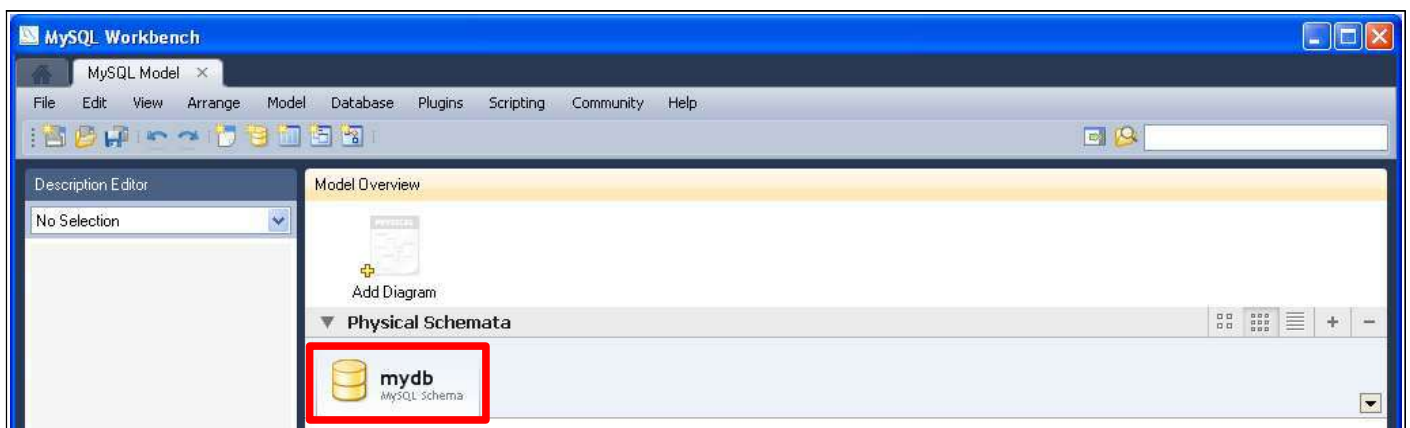 MySQL Workbench
MySQL Model
File Edit View Arrange Model Database Plugins Scripting Community Help
Description Editor
Model Overview
No Selection
PHYSICAL
Add Diagram
Physical Schemata
mydb
MySQL Schema